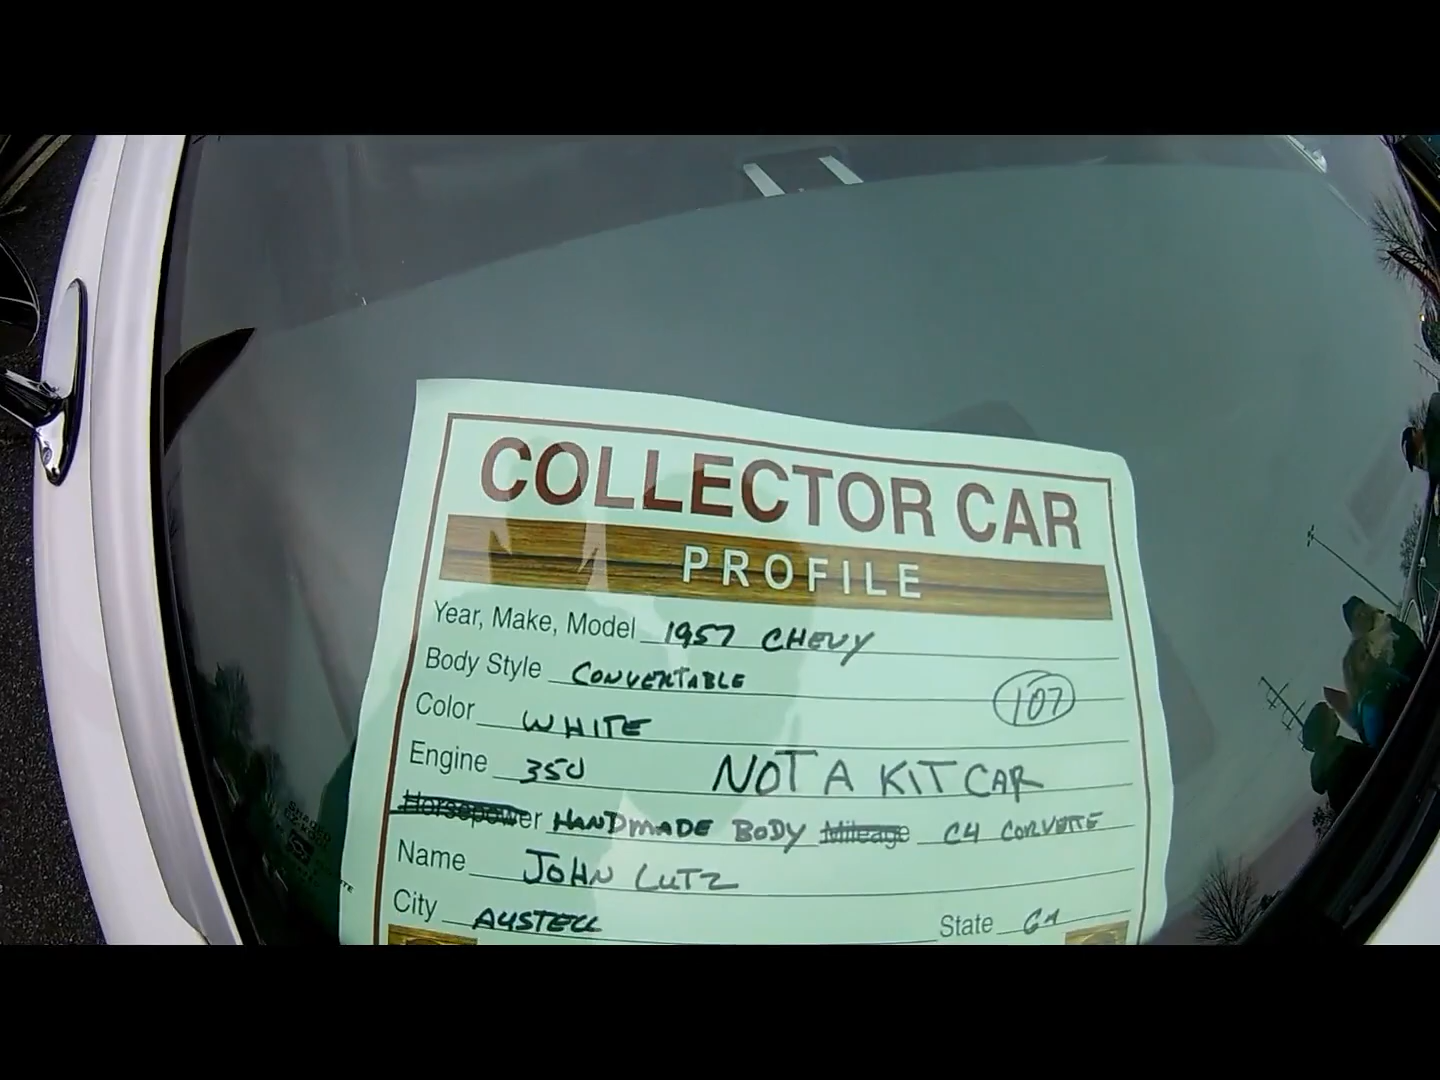 COLLECTOR CAR
PROFILE
Year, Make, Model 1957 CHEVY
Body Style CONVERTABLE
107
Color WHITE
Engine 350 NOT A KIT CAR
Horsepower HANDMADE BODY Mileage C4 CORVETTE
Name JOHN LUTZ
City AUSTELL State GA